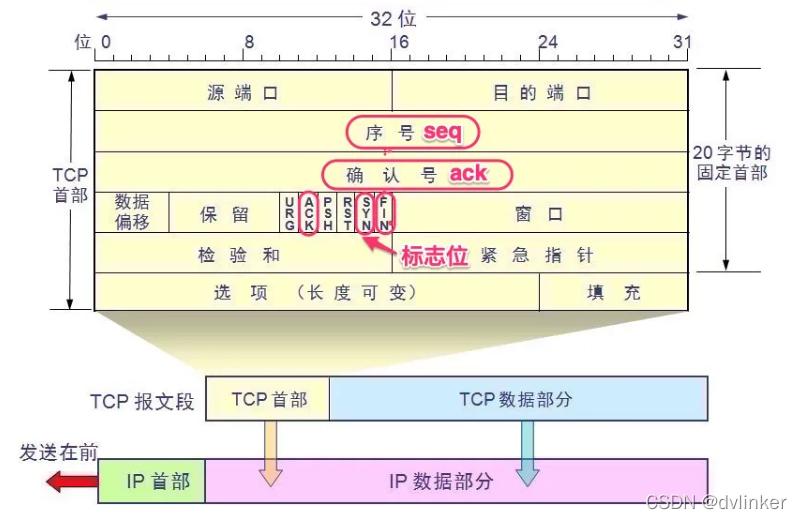 32 位
位 0 8 16 24 31
源 端 口 目 的 端 口
序 号 seq
确 认 号 ack
TCP
首部
20 字节的
固定首部
数据
偏移
保 留
URG ACK PSH RST SYN FIN
窗 口
标志位
检 验 和 紧 急 指 针
选 项 (长 度 可 变) 填 充
TCP 报文段 TCP 首部 TCP 数据部分
发送在前
IP 首部 IP 数据部分
CSDN @dvlinker